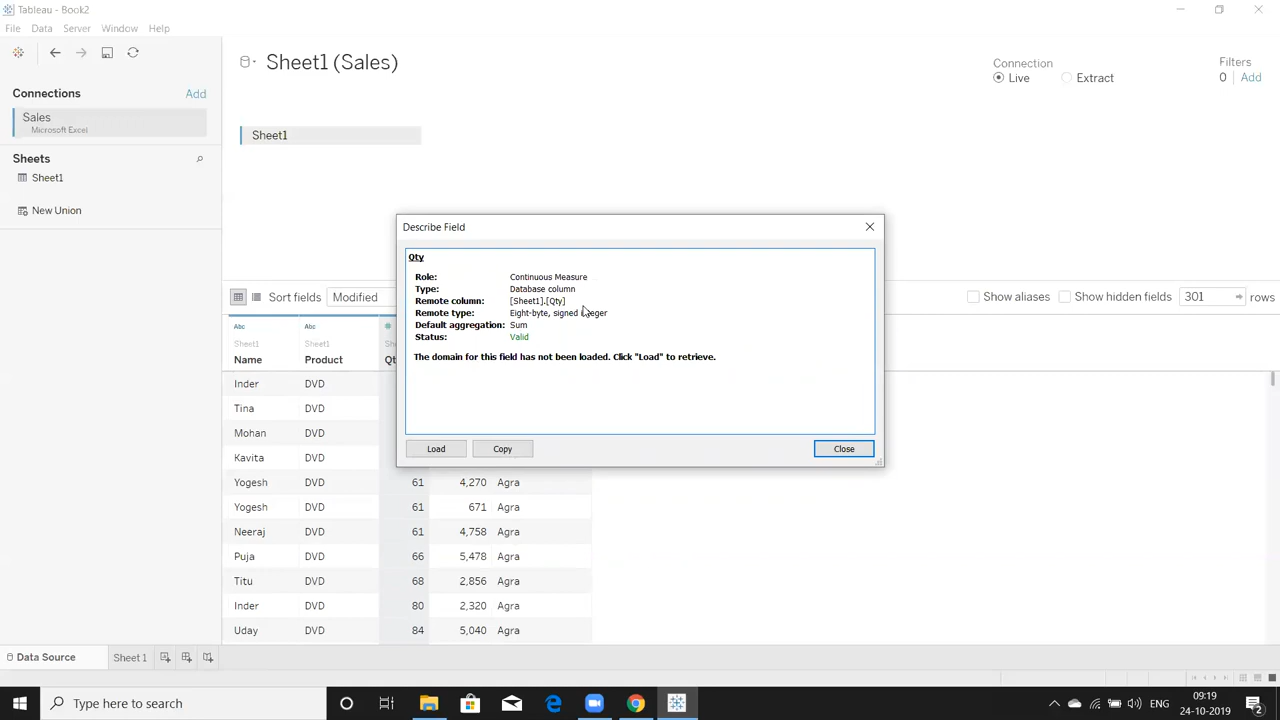 Tableau - Book2
File Data Server Window Help
Connections Add
Sales
Microsoft Excel
Sheets
Sheet1
New Union
Sheet1 (Sales)
Connection
Live Extract
Filters
0 Add
Sheet1
Describe Field
Qty
Role: Continuous Measure
Type: Database column
Remote column: [Sheet1].[Qty]
Remote type: Eight-byte, signed integer
Default aggregation: Sum
Status: Valid
The domain for this field has not been loaded. Click "Load" to retrieve.
Load Copy Close
Sort fields Modified
Show aliases Show hidden fields 301 rows
Abc Abc #
Sheet1 Sheet1
Name Product
Inder DVD
Tina DVD
Mohan DVD
Kavita DVD
Yogesh DVD 61 4,270 Agra
Yogesh DVD 61 671 Agra
Neeraj DVD 61 4,758 Agra
Puja DVD 66 5,478 Agra
Titu DVD 68 2,856 Agra
Inder DVD 80 2,320 Agra
Uday DVD 84 5,040 Agra
Data Source Sheet 1
Type here to search
ENG
09:19
24-10-2019
2